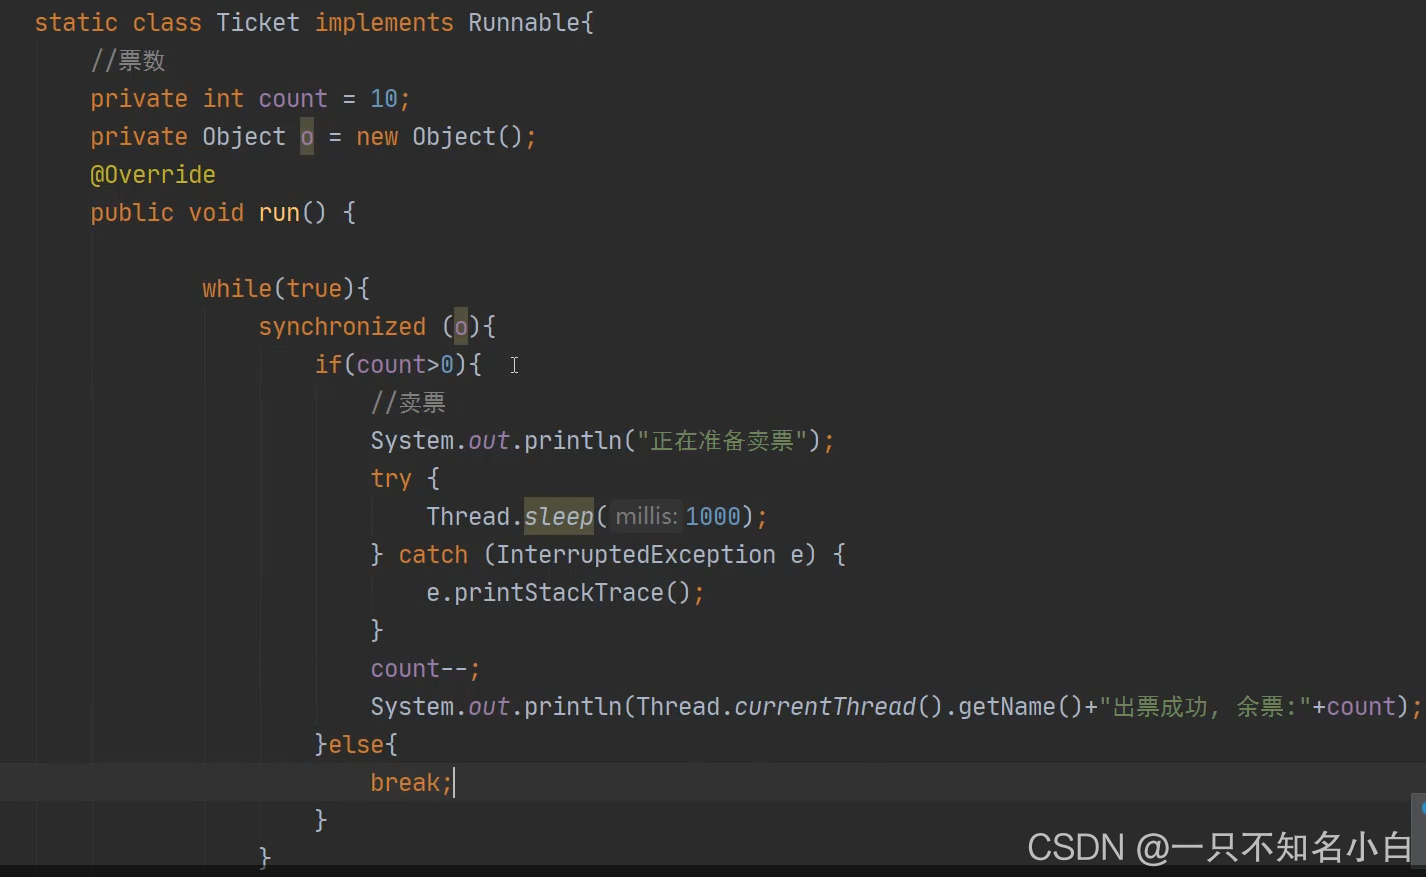 static class Ticket implements Runnable{
//票数
private int count = 10;
private Object o = new Object();
@Override
public void run() {
while(true){
synchronized (o){
if(count>0){
//卖票
System.out.println("正在准备卖票");
try {
Thread.sleep( millis: 1000);
} catch (InterruptedException e) {
e.printStackTrace();
}
count--;
System.out.println(Thread.currentThread().getName()+"出票成功, 余票:"+count);
}else{
break;
}
}
CSDN @一只不知名小白